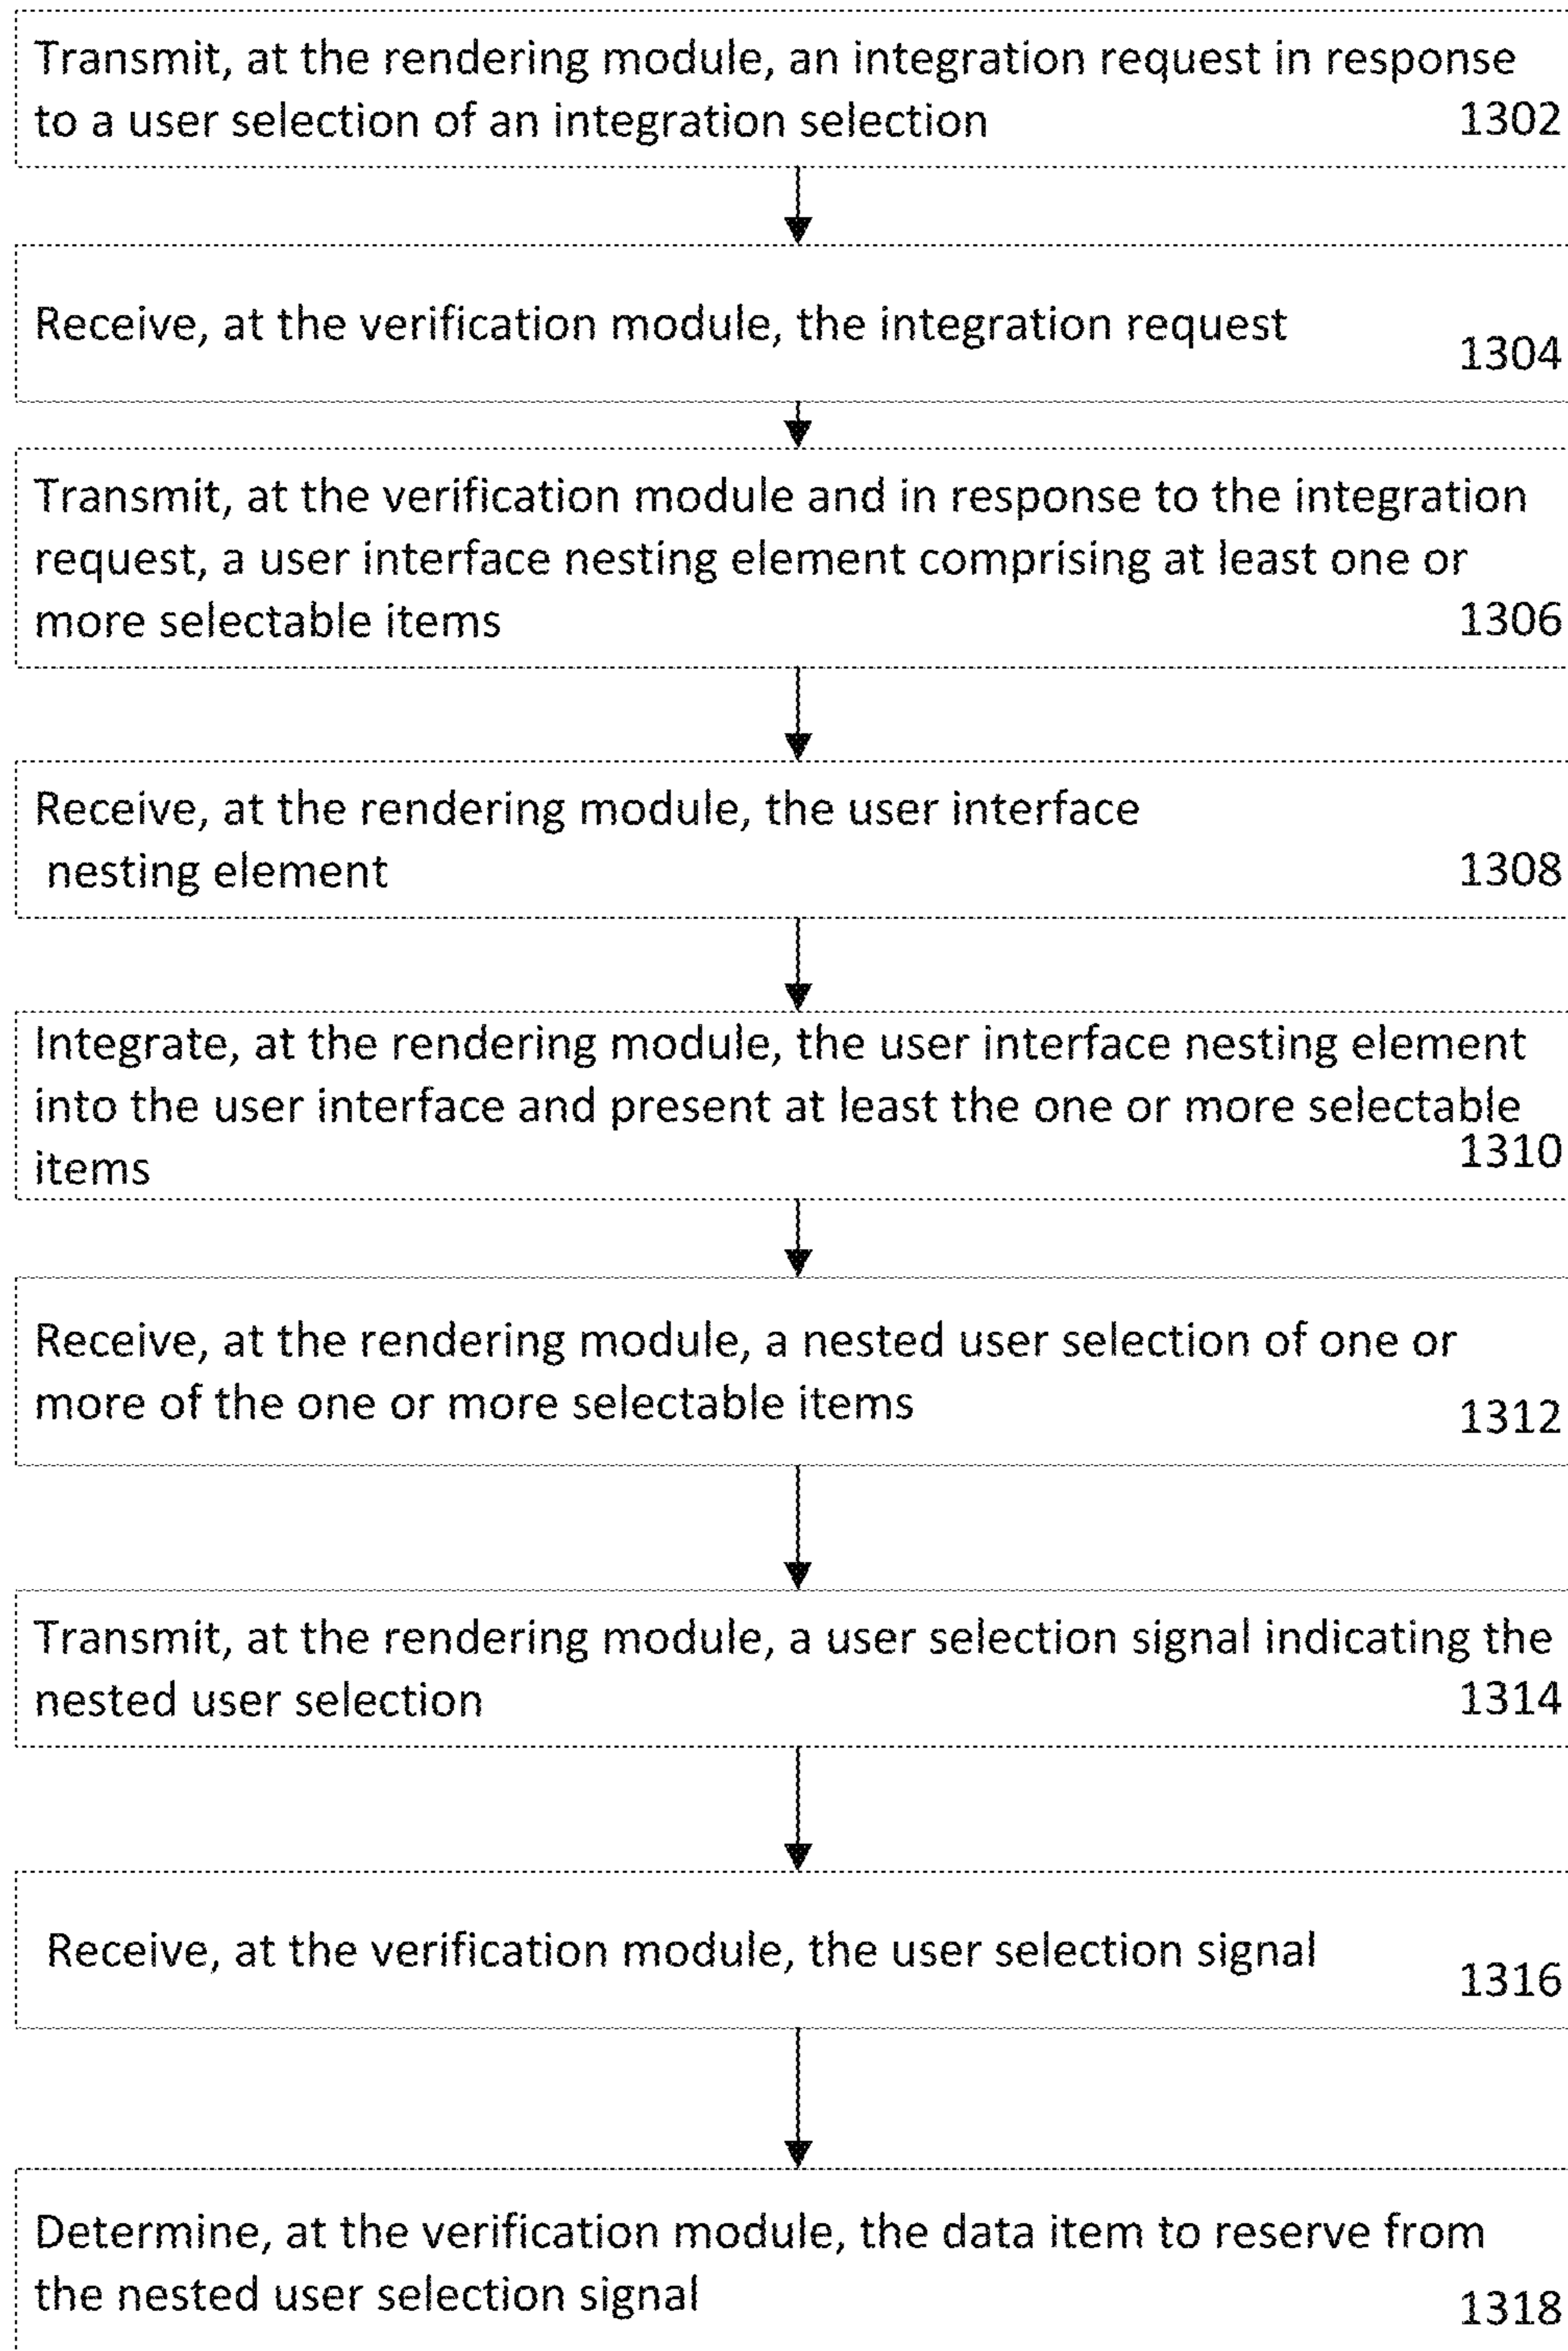 Transmit, at the rendering module, an integration request in response
to a user selection of an integration selection
1302
Receive, at the verification module, the integration request
1304
Transmit, at the verification module and in response to the integration
request, a user interface nesting element comprising at least one or
more selectable items
1306
Receive, at the rendering module, the user interface
nesting element
1308
Integrate, at the rendering module, the user interface nesting element
into the user interface and present at least the one or more selectable
items
1310
Receive, at the rendering module, a nested user selection of one or
more of the one or more selectable items
1312
Transmit, at the rendering module, a user selection signal indicating the
nested user selection
1314
Receive, at the verification module, the user selection signal
1316
Determine, at the verification module, the data item to reserve from
the nested user selection signal
1318